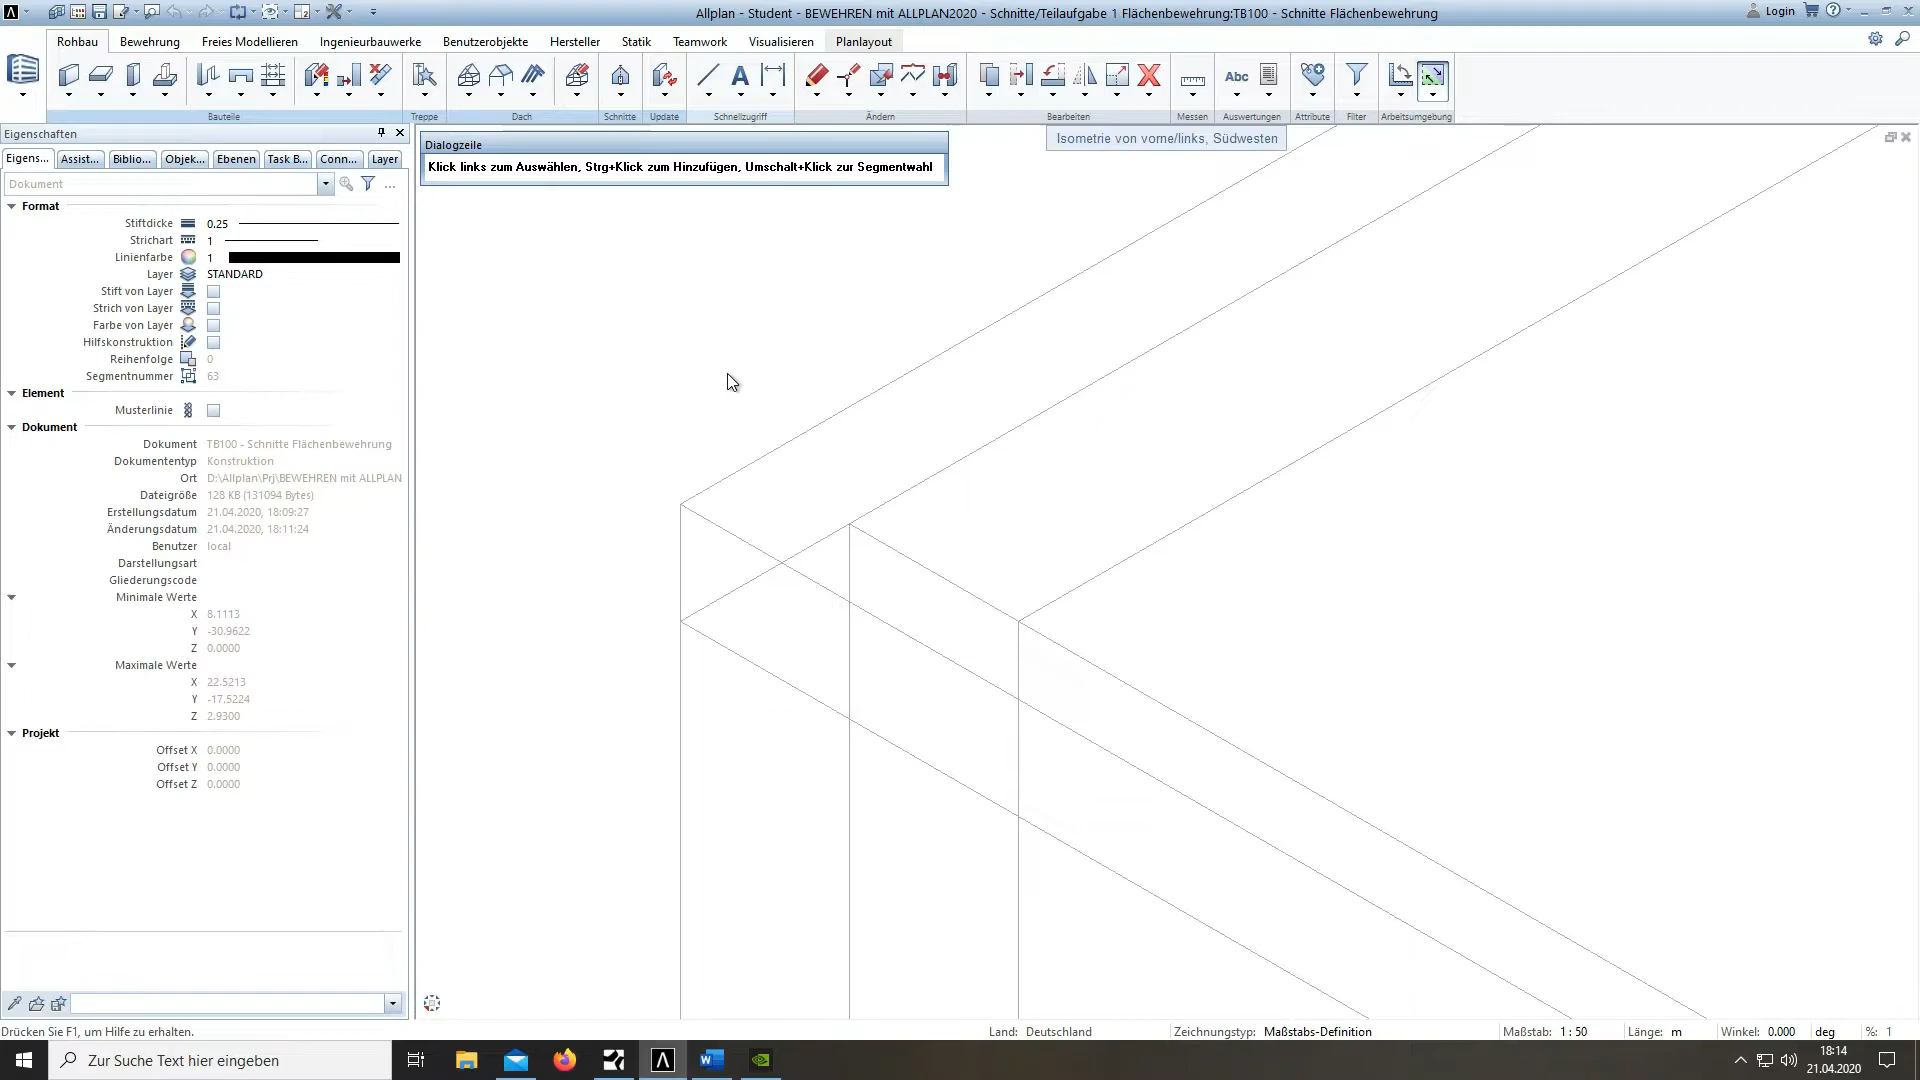 Allplan - Student - BEWEHREN mit ALLPLAN2020 - Schnitte/Teilaufgabe 1 Flächenbewehrung:TB100 - Schnitte Flächenbewehrung
Login
Rohbau Bewehrung Freies Modellieren Ingenieurbauwerke Benutzerobjekte Hersteller Statik Teamwork Visualisieren Planlayout
Abc
Bauteile Treppe Dach Schnitte Update Schnellzugriff Ändern Bearbeiten Messen Auswertungen Attribute Filter Arbeitsumgebung
Eigenschaften
Eigens... Assist... Biblio... Objek... Ebenen Task B... Conn... Layer
Dokument
Format
Stiftdicke 0.25
Strichart 1
Linienfarbe 1
Layer STANDARD
Stift von Layer
Strich von Layer
Farbe von Layer
Hilfskonstruktion
Reihenfolge 0
Segmentnummer 63
Element
Musterlinie
Dokument
Dokument TB100 - Schnitte Flächenbewehrung
Dokumententyp Konstruktion
Ort D:\Allplan\Prj\BEWEHREN mit ALLPLAN
Dateigröße 128 KB (131094 Bytes)
Erstellungsdatum 21.04.2020, 18:09:27
Änderungsdatum 21.04.2020, 18:11:24
Benutzer local
Darstellungsart
Gliederungscode
Minimale Werte
X 8.1113
Y -30.9622
Z 0.0000
Maximale Werte
X 22.5213
Y -17.5224
Z 2.9300
Projekt
Offset X 0.0000
Offset Y 0.0000
Offset Z 0.0000
Dialogzeile
Klick links zum Auswählen, Strg+Klick zum Hinzufügen, Umschalt+Klick zur Segmentwahl
Isometrie von vorne/links, Südwesten
Drücken Sie F1, um Hilfe zu erhalten.
Land: Deutschland Zeichnungstyp: Maßstabs-Definition Maßstab: 1 : 50 Länge: m Winkel: 0.000 deg %: 1
Zur Suche Text hier eingeben
18:14
21.04.2020